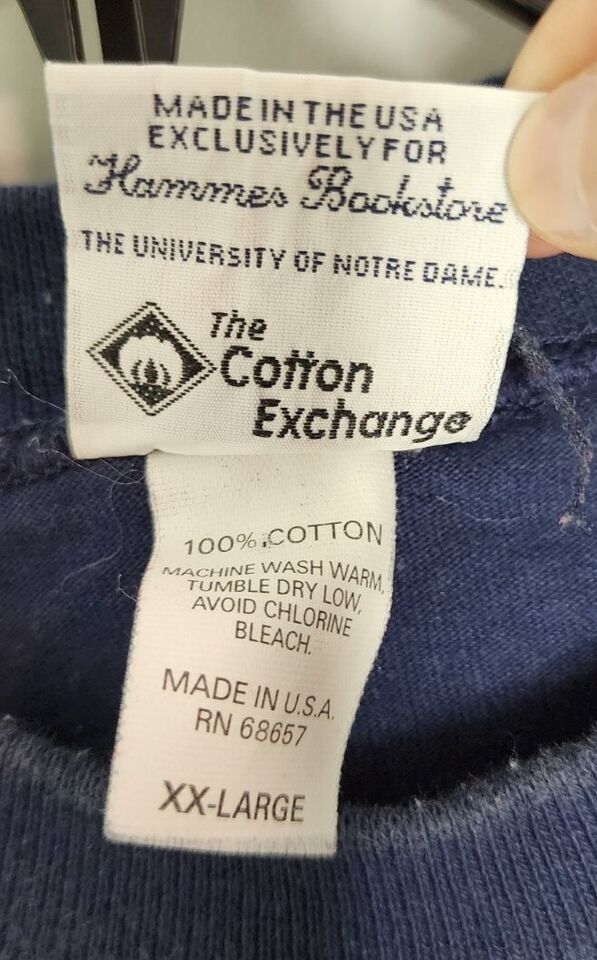 MADE IN THE USA
EXCLUSIVELY FOR
Hammes Bookstore
THE UNIVERSITY OF NOTRE DAME.
The
Cotton
Exchange
100% COTTON
MACHINE WASH WARM,
TUMBLE DRY LOW,
AVOID CHLORINE
BLEACH.
MADE IN U.S.A.
RN 68657
XX-LARGE